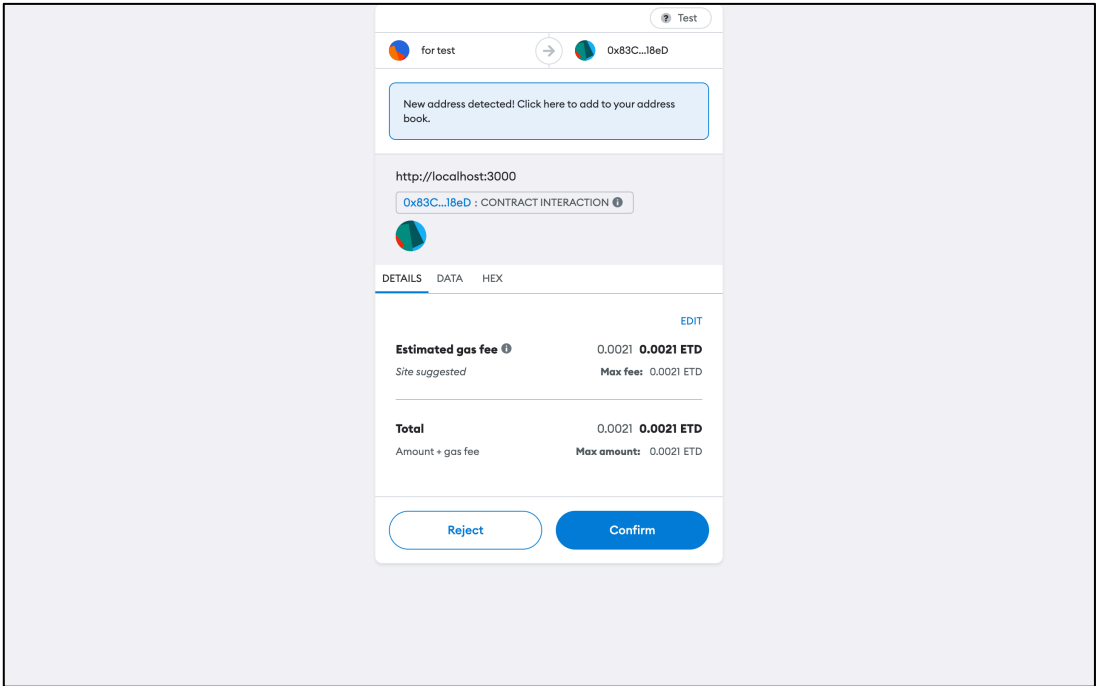 Test
for test 0x83C...18eD
New address detected! Click here to add to your address
book.
http://localhost:3000
0x83C...18eD : CONTRACT INTERACTION
DETAILS DATA HEX
EDIT
Estimated gas fee 0.0021 0.0021 ETD
Site suggested Max fee: 0.0021 ETD
Total 0.0021 0.0021 ETD
Amount + gas fee Max amount: 0.0021 ETD
Reject Confirm